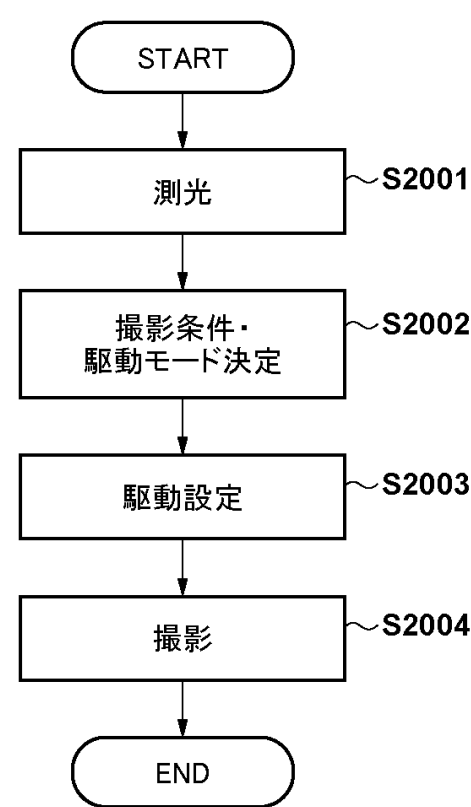 START
測光
S2001
撮影条件・
駆動モード決定
S2002
駆動設定
S2003
撮影
S2004
END